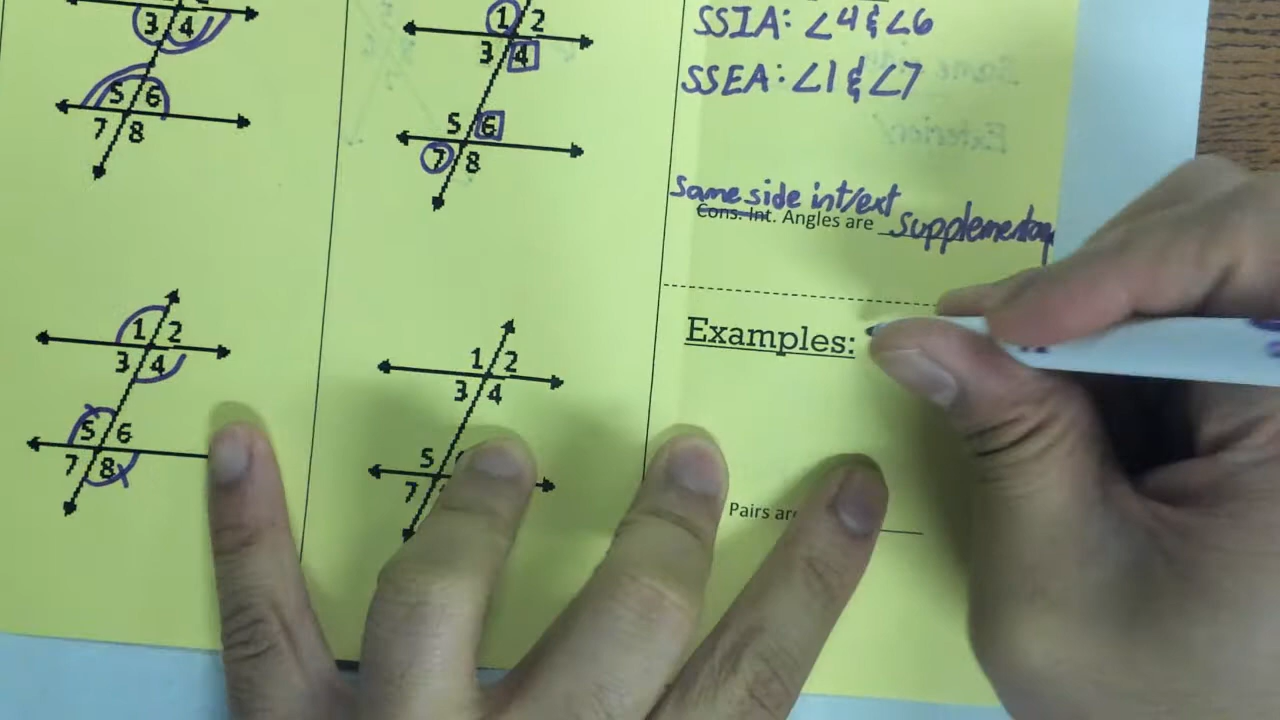 3 4
5 6
7 8
1 2
3 4
5 6
7 8
SSIA: ∠4 & ∠6
SSEA: ∠1 & ∠7
Same side int/ext
Cons. Int. Angles are supplementary
Examples:
1 2
3 4
5 6
7 8
1 2
3 4
5
7
Pairs are